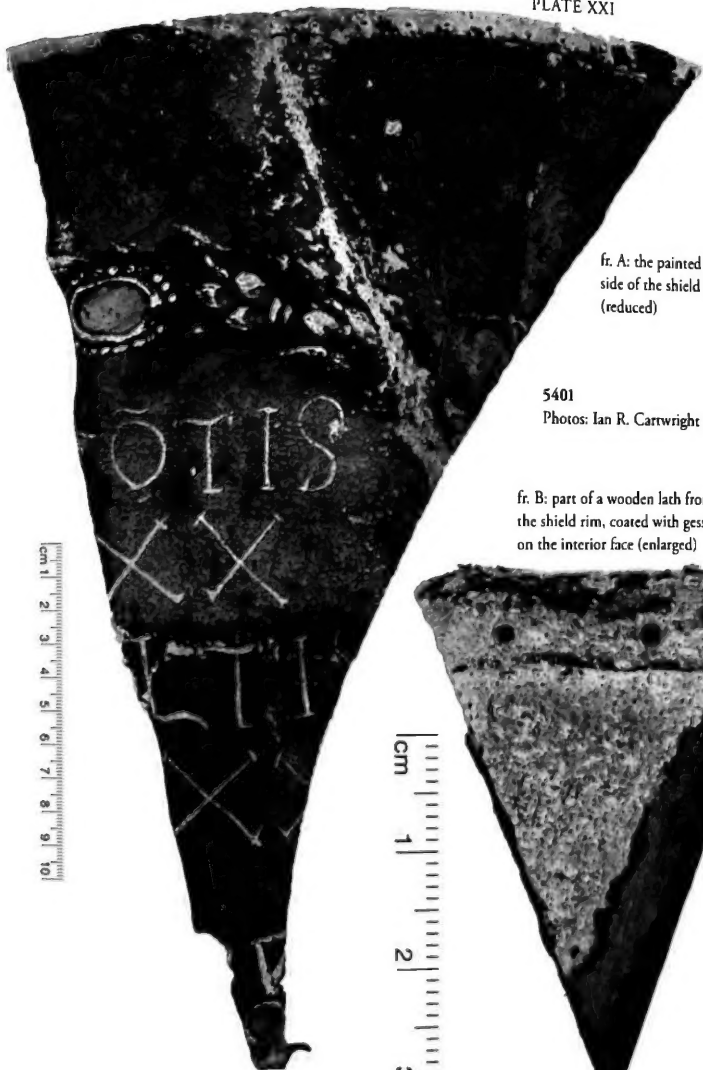 PLATE XXI
fr. A: the painted
side of the shield
(reduced)
OTIS
XX
LTI
X
5401
Photos: Ian R. Cartwright
fr. B: part of a wooden lath from
the shield rim, coated with gess
on the interior face (enlarged)
cm 1 2 3 4 5 6 7 8 9 10
cm 1 2